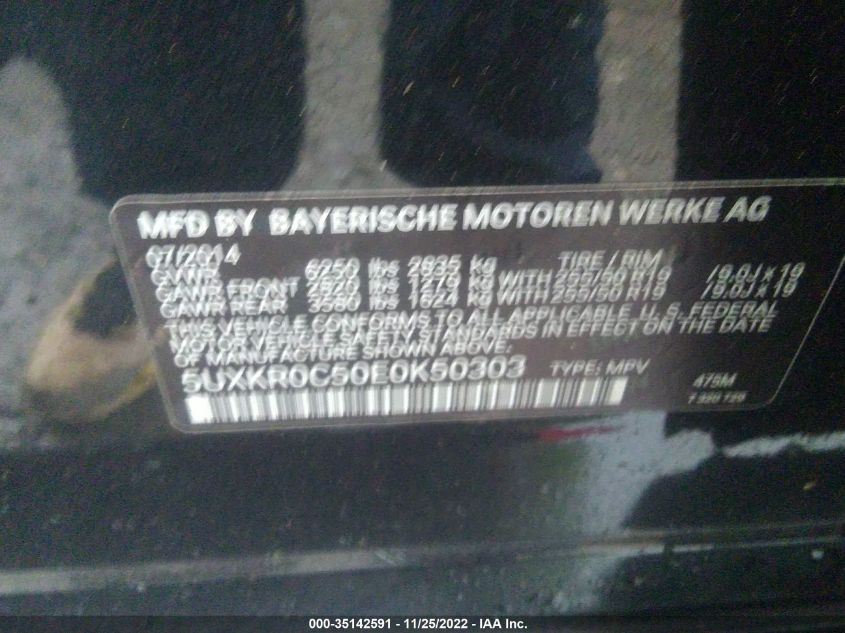 MFD BY BAYERISCHE MOTOREN WERKE AG
07/2014
GVWR 6250 lbs 2835 kg TIRE / RIM
GAWR FRONT 2820 lbs 1279 kg WITH 255/50 R19 /9.0J x 19
GAWR REAR 3580 lbs 1624 kg WITH 255/50 R19 /9.0J x 19
THIS VEHICLE CONFORMS TO ALL APPLICABLE U.S. FEDERAL
MOTOR VEHICLE SAFETY STANDARDS IN EFFECT ON THE DATE
OF MANUFACTURE SHOWN ABOVE.
5UXKR0C50E0K50303 TYPE: MPV
475M
000-35142591 - 11/25/2022 - IAA Inc.